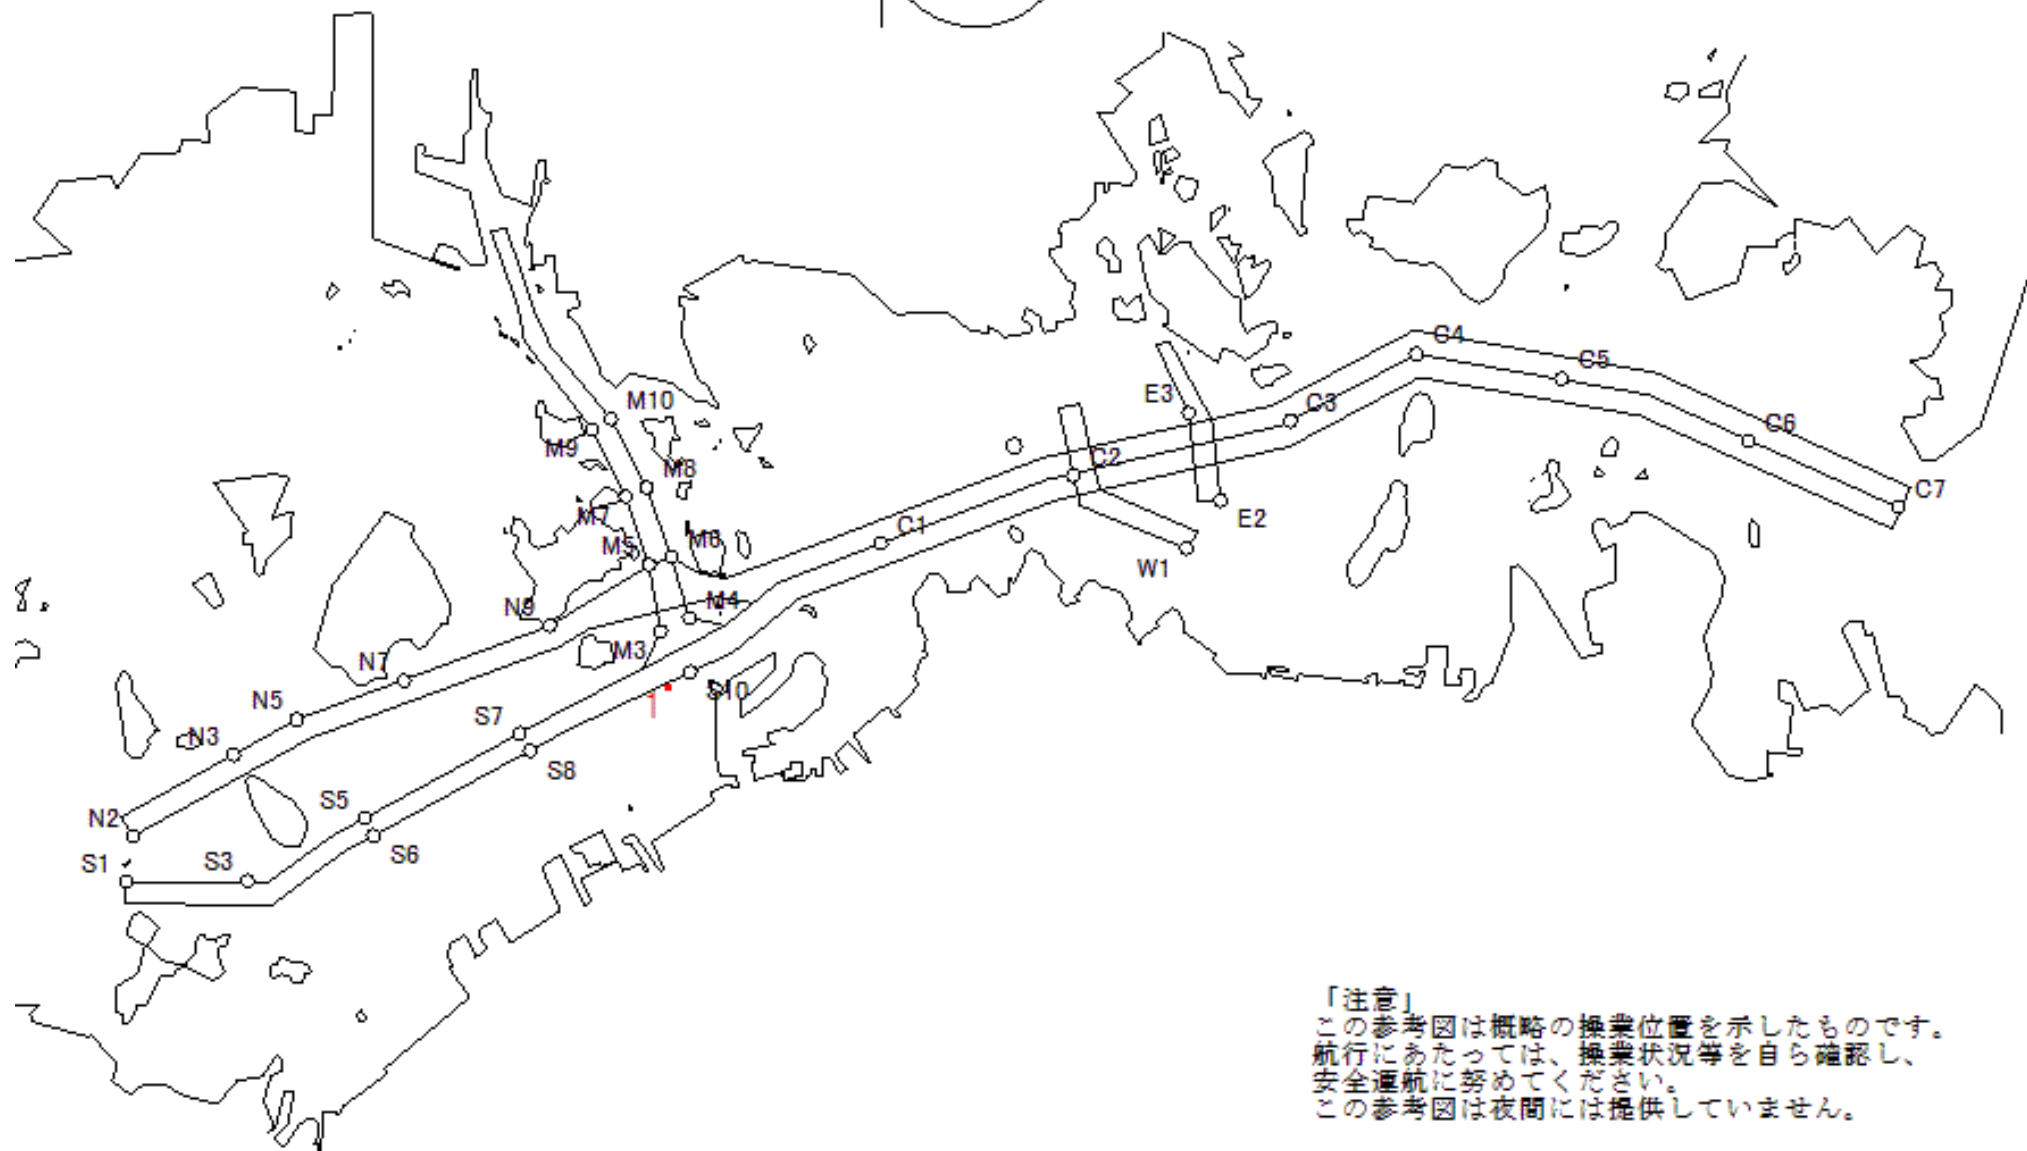 C4
C5
E3
M10
C3
C6
M9
C2
M8
C7
M7
E2
C1
M5
M6
W1
N9
M4
M3
N7
S10
N5
1
S7
N3
S8
S5
N2
S6
S1
S3
「注意」
この参考図は概略の操業位置を示したものです。
航行にあたっては、操業状況等を自ら確認し、
安全運航に努めてください。
この参考図は夜間には提供していません。